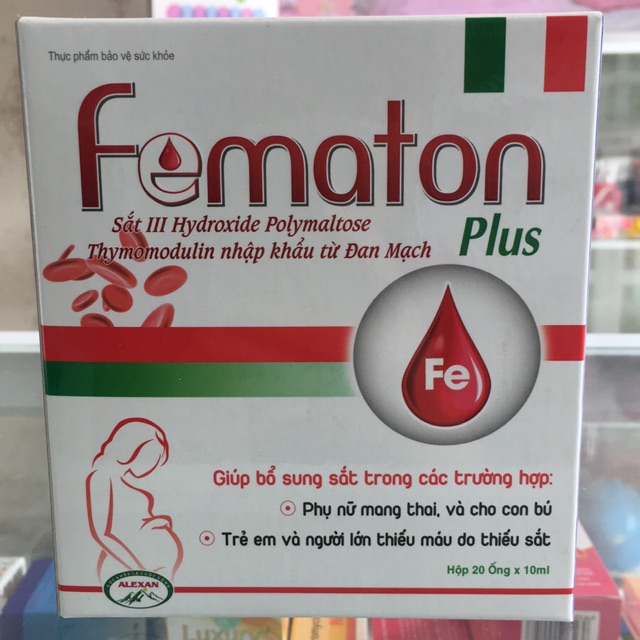 Thực phẩm bảo vệ sức khỏe
Fematon
Plus
Sắt III Hydroxide Polymaltose
Thymomodulin nhập khẩu từ Đan Mạch
Fe
Giúp bổ sung sắt trong các trường hợp:
Phụ nữ mang thai, và cho con bú
Trẻ em và người lớn thiếu máu do thiếu sắt
Hộp 20 Ống x 10ml
ALEXAN